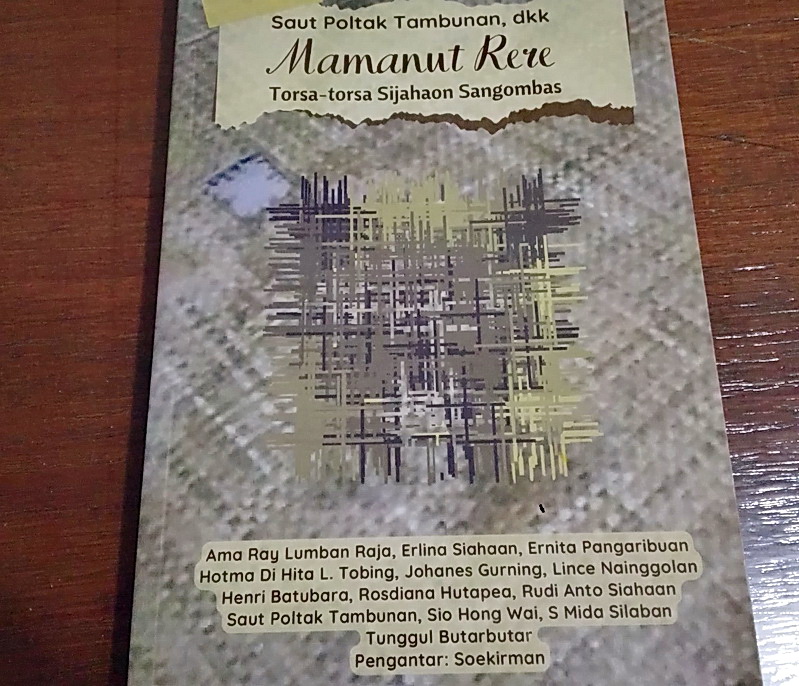 Saut Poltak Tambunan, dkk
Mamanut Rere
Torsa-torsa Sijahaon Sangombas
Ama Ray Lumban Raja, Erlina Siahaan, Ernita Pangaribuan
Hotma Di Hita L. Tobing, Johanes Gurning, Lince Nainggolan
Henri Batubara, Rosdiana Hutapea, Rudi Anto Siahaan
Saut Poltak Tambunan, Sio Hong Wai, S Mida Silaban
Tunggul Butarbutar
Pengantar: Soekirman